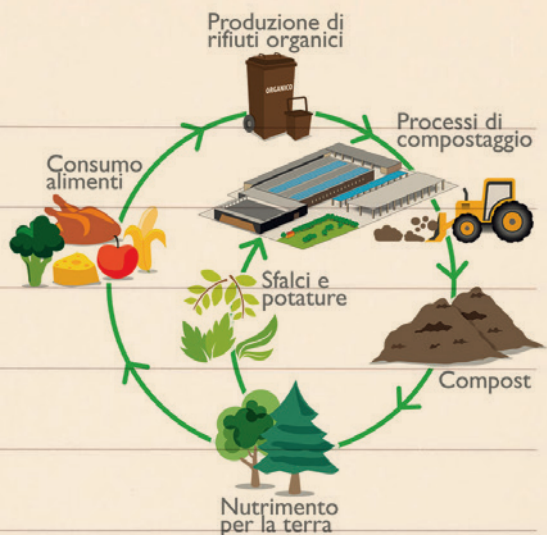 Produzione di
rifiuti organici
ORGANICO
Processi di
compostaggio
Consumo
alimenti
Sfalci e
potature
Compost
Nutrimento
per la terra